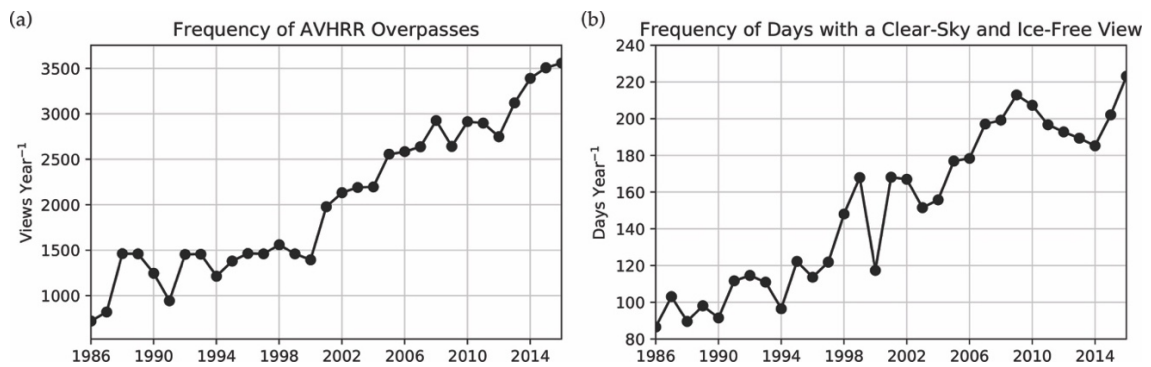 (a)
Frequency of AVHRR Overpasses
Views Year⁻¹
3500
3000
2500
2000
1500
1000
1986 1990 1994 1998 2002 2006 2010 2014
(b)
Frequency of Days with a Clear-Sky and Ice-Free View
Days Year⁻¹
240
220
200
180
160
140
120
100
80
1986 1990 1994 1998 2002 2006 2010 2014